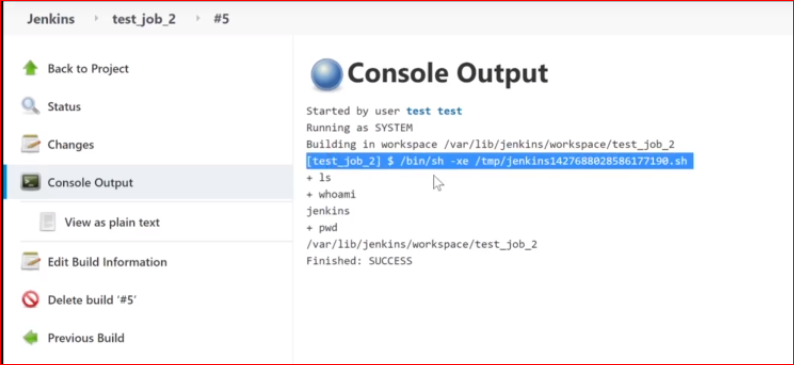 Jenkins › test_job_2 › #5
Back to Project
Status
Changes
Console Output
View as plain text
Edit Build Information
Delete build '#5'
Previous Build
Console Output
Started by user test test
Running as SYSTEM
Building in workspace /var/lib/jenkins/workspace/test_job_2
[test_job_2] $ /bin/sh -xe /tmp/jenkins1427688028586177190.sh
+ ls
+ whoami
jenkins
+ pwd
/var/lib/jenkins/workspace/test_job_2
Finished: SUCCESS